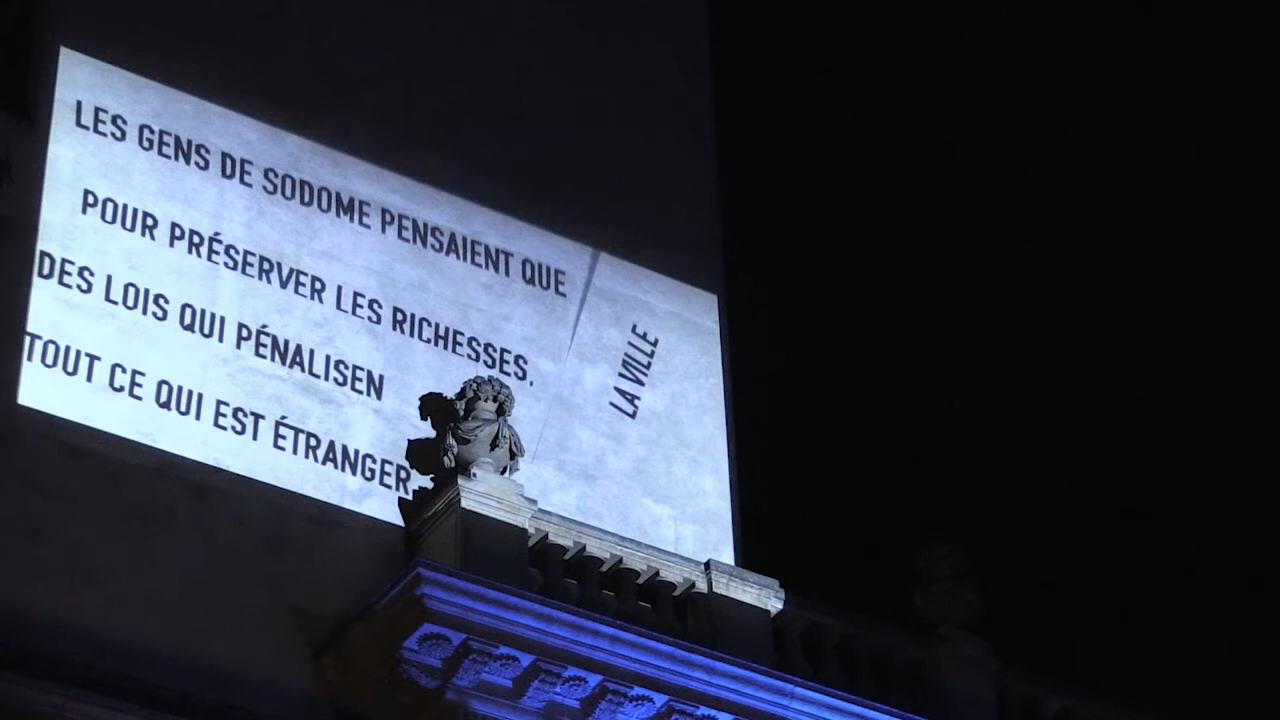 LES GENS DE SODOME PENSAIENT QUE
POUR PRÉSERVER LES RICHESSES,
DES LOIS QUI PÉNALISEN
TOUT CE QUI EST ÉTRANGER
LA VILLE